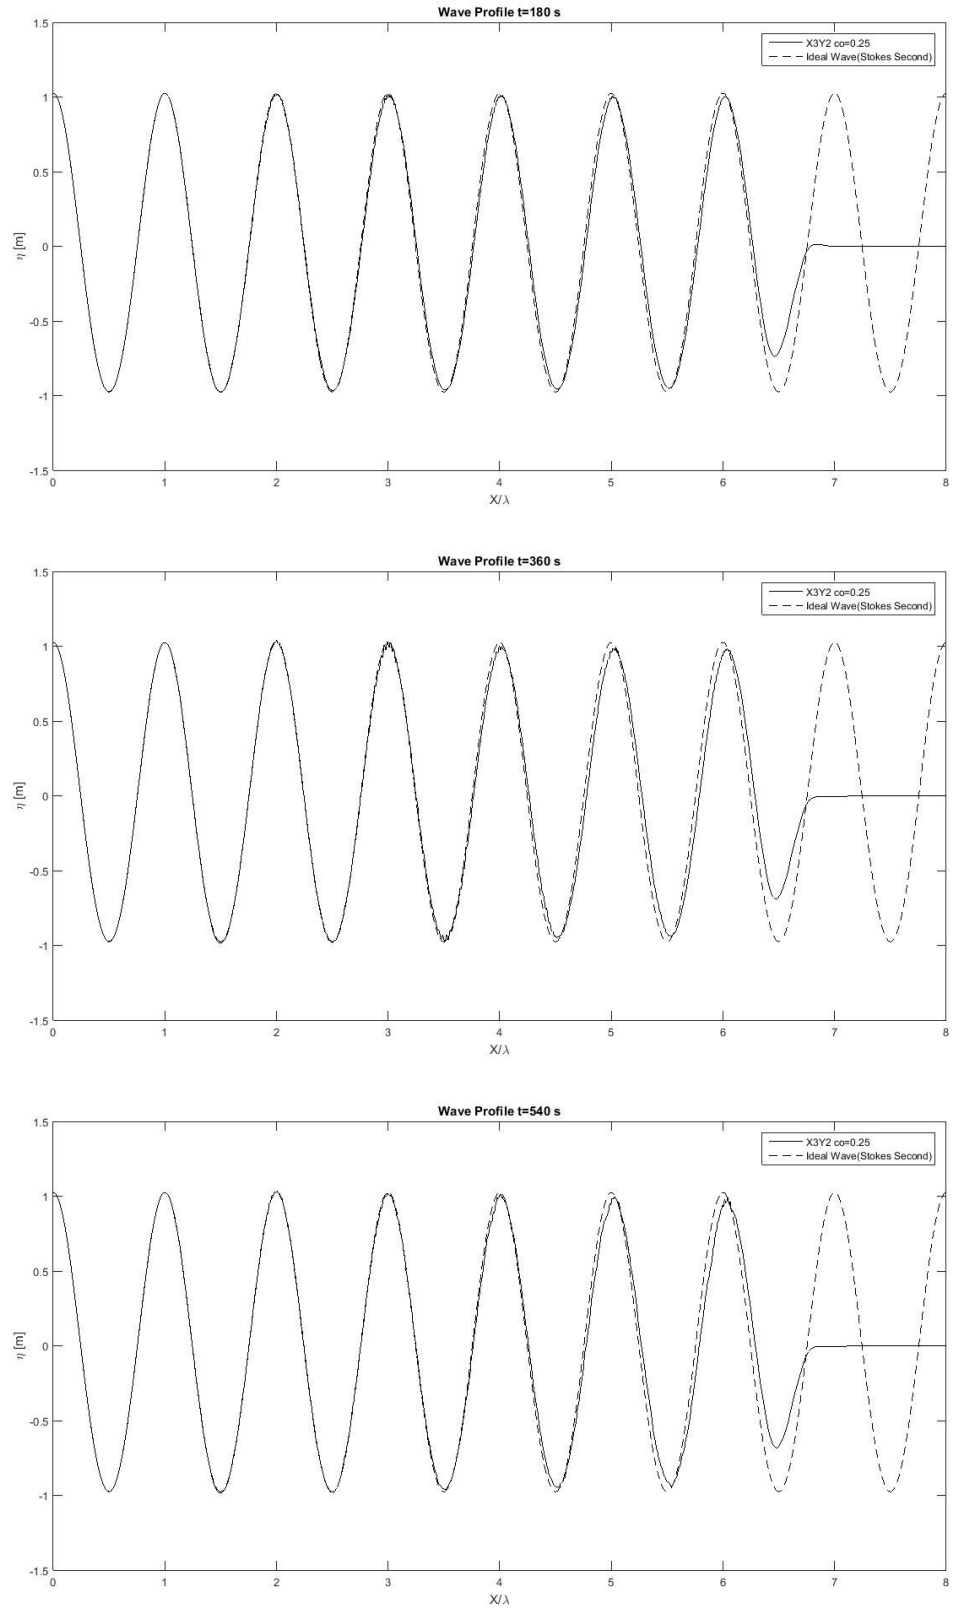 Wave Profile t=180 s
X3Y2 co=0.25
Ideal Wave(Stokes Second)
1.5
1
0.5
0
-0.5
-1
-1.5
η [m]
0 1 2 3 4 5 6 7 8
X/λ
Wave Profile t=360 s
X3Y2 co=0.25
Ideal Wave(Stokes Second)
1.5
1
0.5
0
-0.5
-1
-1.5
η [m]
0 1 2 3 4 5 6 7 8
X/λ
Wave Profile t=540 s
X3Y2 co=0.25
Ideal Wave(Stokes Second)
1.5
1
0.5
0
-0.5
-1
-1.5
η [m]
0 1 2 3 4 5 6 7 8
X/λ